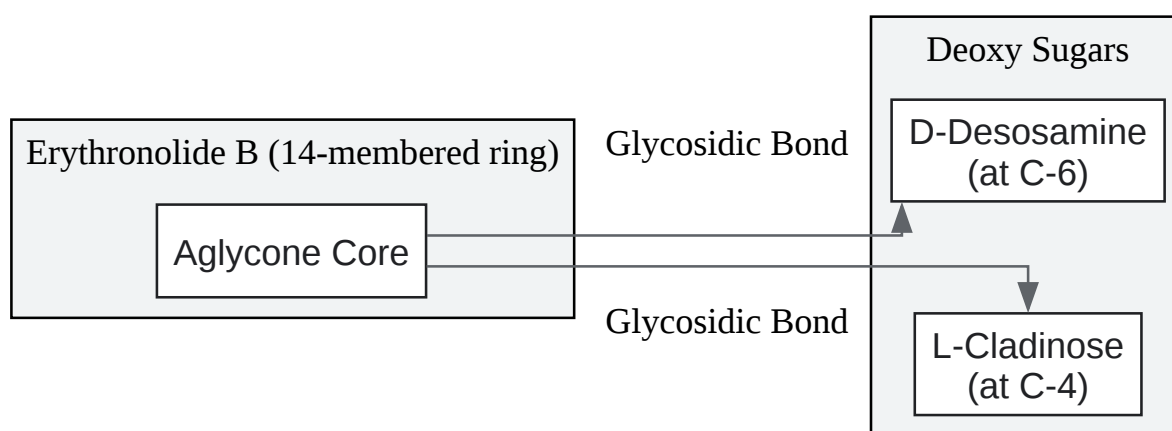 Deoxy Sugars
D-Desosamine
(at C-6)
Erythronolide B (14-membered ring)
Glycosidic Bond
Aglycone Core
Glycosidic Bond
L-Cladinose
(at C-4)